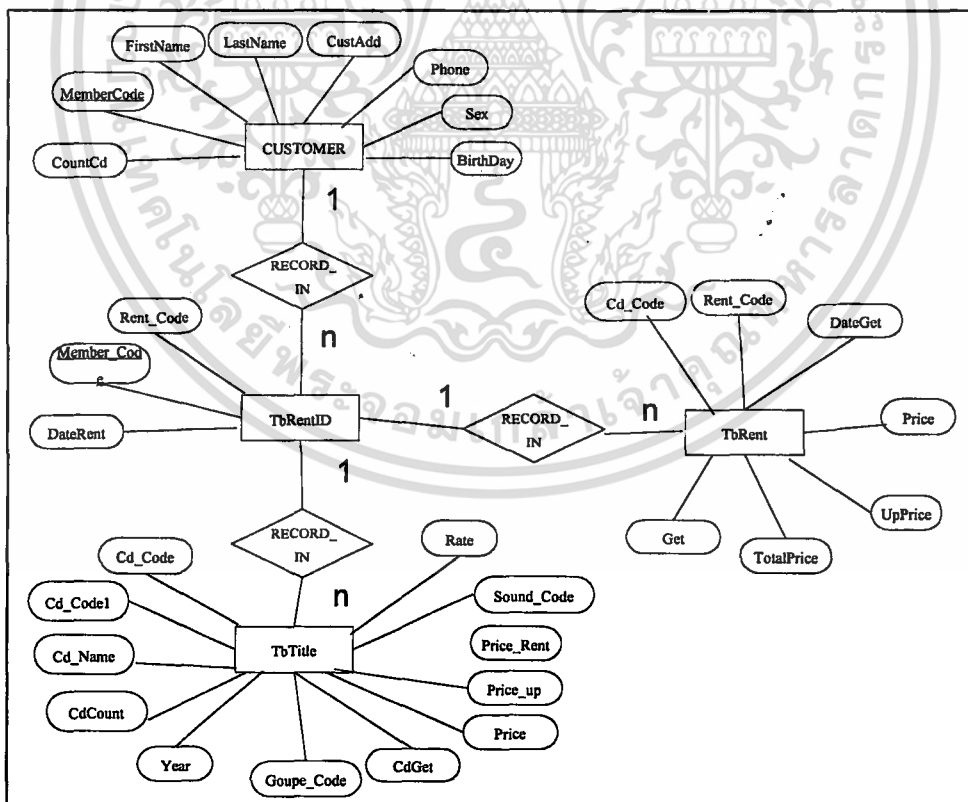 FirstName
LastName
CustAdd
Phone
MemberCode
Sex
CountCd
CUSTOMER
BirthDay
1
RECORD_
IN
n
Rent_Code
Member_Cod
e
DateRent
TbRentID
1
RECORD_
IN
n
Cd_Code
Rent_Code
DateGet
Price
TbRent
UpPrice
TotalPrice
Get
1
RECORD_
IN
n
Cd_Code
Rate
Cd_Code1
Sound_Code
Cd_Name
TbTitle
Price_Rent
Price_up
CdCount
Price
Year
Goupe_Code
CdGet